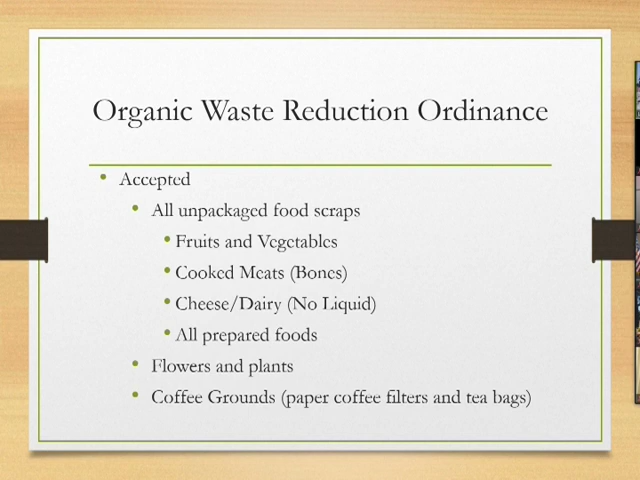 Organic Waste Reduction Ordinance
• Accepted
• All unpackaged food scraps
• Fruits and Vegetables
• Cooked Meats (Bones)
• Cheese/Dairy (No Liquid)
• All prepared foods
• Flowers and plants
• Coffee Grounds (paper coffee filters and tea bags)